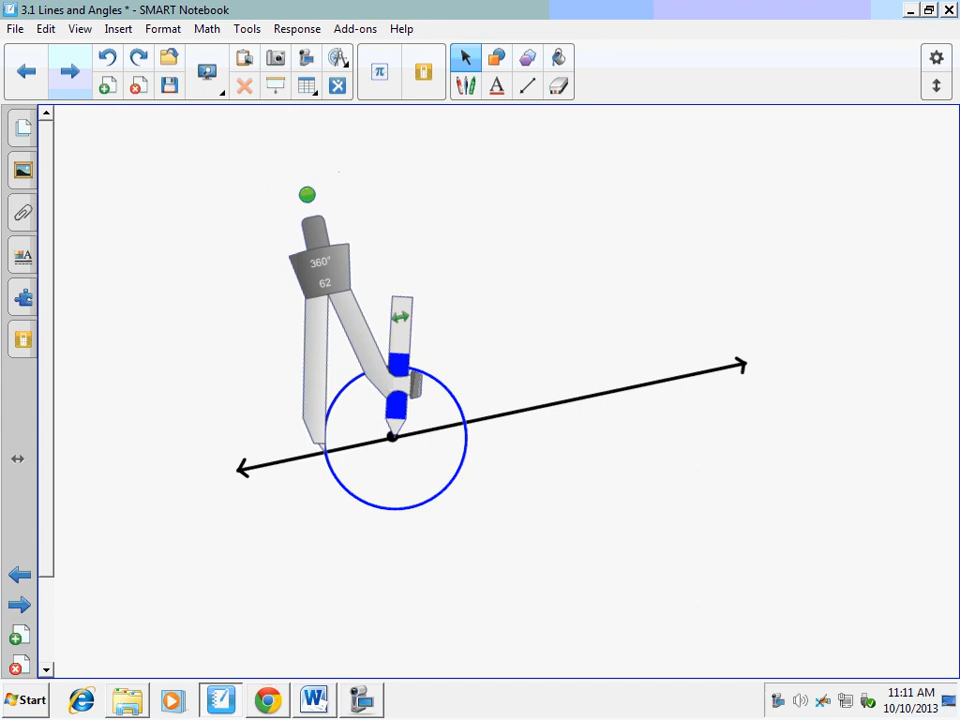 3.1 Lines and Angles * - SMART Notebook
File Edit View Insert Format Math Tools Response Add-ons Help
π
A
360°
62
Start
W
11:11 AM
10/10/2013